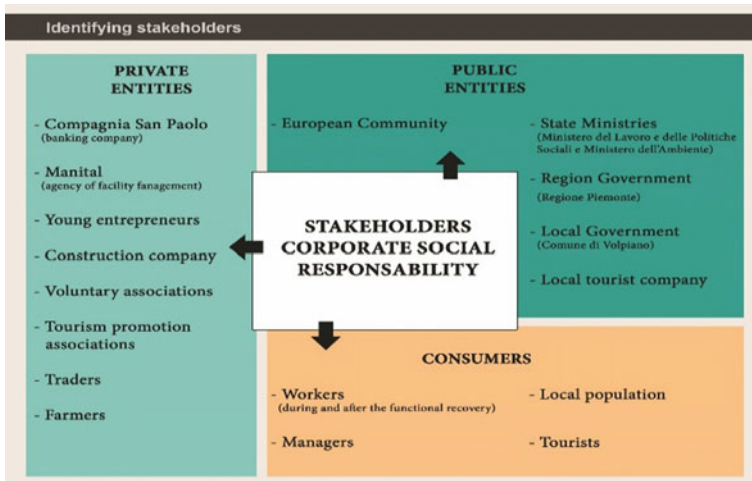 Identifying stakeholders
PRIVATE
ENTITIES
- Compagnia San Paolo
(banking company)
- Manital
(agency of facility fanagement)
- Young entrepreneurs
- Construction company
- Voluntary associations
- Tourism promotion
associations
- Traders
- Farmers
PUBLIC
ENTITIES
- European Community
- State Ministries
(Ministero del Lavoro e delle Politiche
Sociali e Ministero dell'Ambiente)
- Region Government
(Regione Piemonte)
- Local Government
(Comune di Volpiano)
- Local tourist company
STAKEHOLDERS
CORPORATE SOCIAL
RESPONSABILITY
CONSUMERS
- Workers
(during and after the functional recovery)
- Managers
- Local population
- Tourists